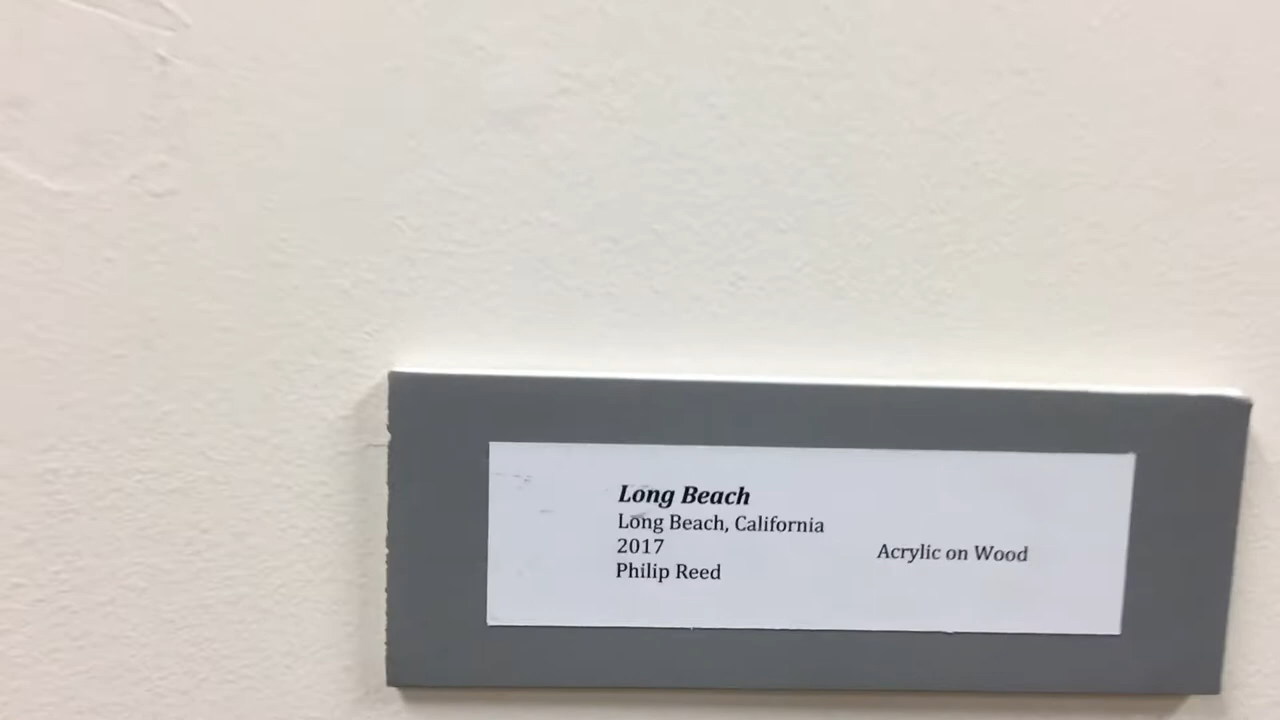 Long Beach
Long Beach, California
2017
Philip Reed
Acrylic on Wood